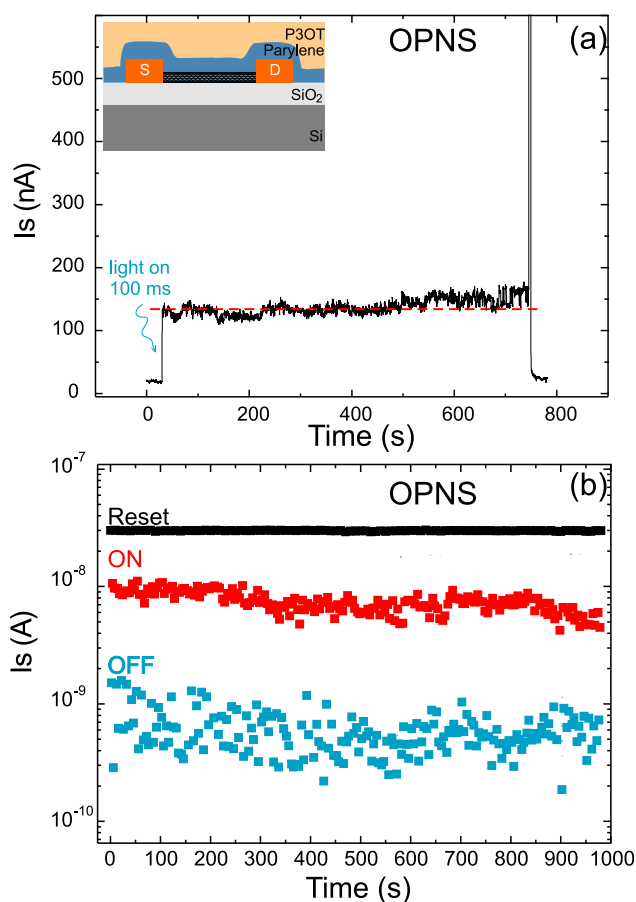 OPNS
(a)
P3OT
Parylene
S
D
SiO₂
Si
600
500
400
300
200
150
100
0
Is (nA)
light on
100 ms
0
200
400
600
800
Time (s)
OPNS
(b)
Reset
ON
OFF
10⁻⁷
10⁻⁸
10⁻⁹
10⁻¹⁰
Is (A)
0 100 200 300 400 500 600 700 800 900 1000
Time (s)